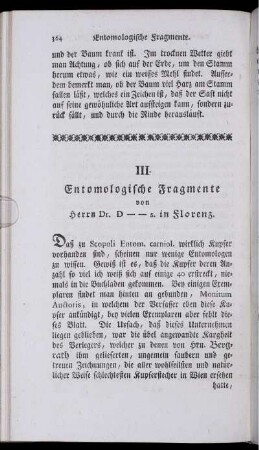 364 Entomologische Fragmente.
und der Baum krank ist. Im trocknen Wetter giebt
man Achtung, ob sich auf der Erde, um den Stamm
herum etwas, wie ein weisses Mehl findet. Ausser-
dem bemerkt man, ob der Baum viel Harz am Stamm
fallen läßt, welches ein Zeichen ist, daß der Saft nicht
auf seine gewöhnliche Art aufsteigen kann, sondern zu-
rück fällt, und durch die Rinde herausläuft.
III.
Entomologische Fragmente
von
Herrn Dr. D — — s. in Florenz.
Daß zu Scopoli Entom. carniol. wirklich Kupfer
vorhanden sind, scheinen nur wenige Entomologen
zu wissen. Gewiß ist es, daß die Kupfer deren An-
zahl so viel ich weiß sich auf einige 40 erstreckt, nie-
mals in die Buchladen gekommen. Bey einigen Exem-
plaren findet man hinten an gebunden, Monitum
Auctoris, in welchem der Verfasser diese Ku-
pfer ankündigt, bey vielen Exemplaren aber fehlt die-
ses Blatt. Die Ursach, daß dieses Unternehmen
liegen geblieben, war die übel angewandte Kargheit
des Verlegers, welcher zu denen von Hrn. Berg-
rath ihm gelieferten, ungemein saubern und ge-
treuen Zeichnungen, die aller wohlfeilsten und natür-
licher Weise schlechtesten Kupferstecher in Wien ersehen
hatte,